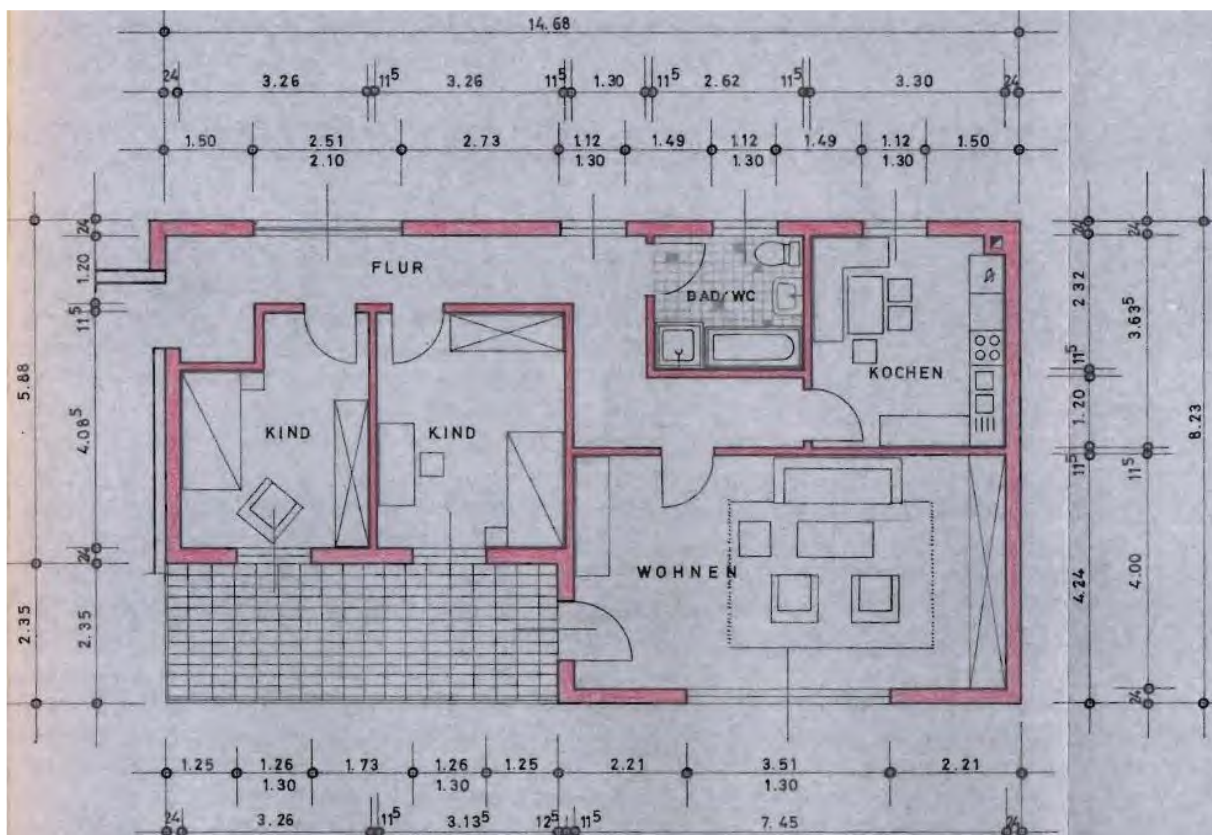 14.68
24 3.26 11⁵ 3.26 11⁵ 1.30 11⁵ 2.62 11⁵ 3.30 24
1.50 2.51 2.73 1.12 1.49 1.12 1.49 1.12 1.50
2.10 1.30 1.30 1.30
FLUR
BAD/WC
KOCHEN
KIND
KIND
WOHNEN
5.88
2.35
24
1.20
11⁵
4.08⁵
24
2.35
24
2.32
11⁵
1.20
11⁵
4.24
24
3.63⁵
11⁵
4.00
24
8.23
1.25 1.26 1.73 1.26 1.25 2.21 3.51 2.21
1.30 1.30 1.30
24 3.26 11⁵ 3.13⁵ 12⁵ 11⁵ 7.45 24